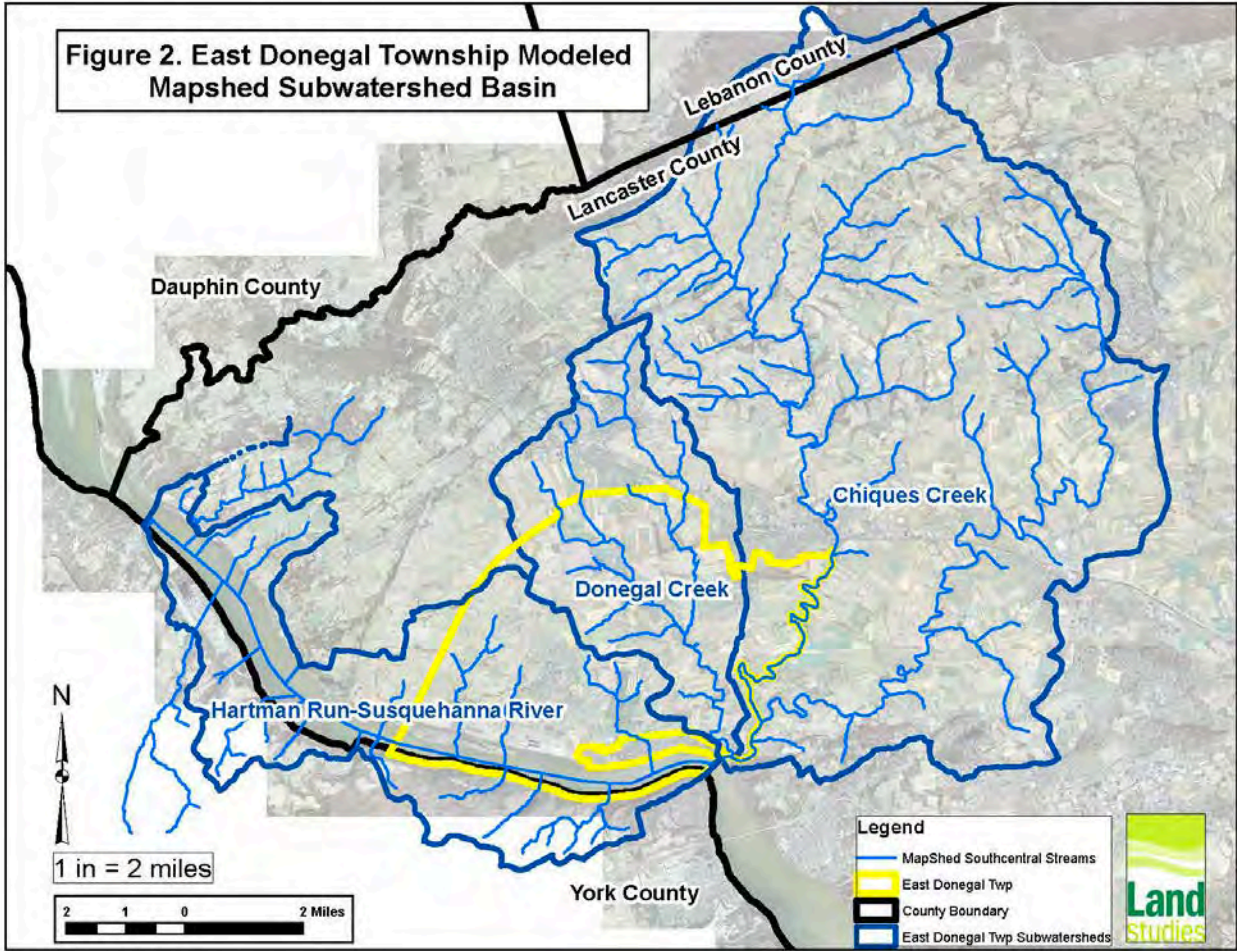 Figure 2. East Donegal Township Modeled
Mapshed Subwatershed Basin
Lebanon County
Lancaster County
Dauphin County
Chiques Creek
Donegal Creek
Hartman Run-Susquehanna River
N
1 in = 2 miles
2 1 0 2 Miles
York County
Legend
MapShed Southcentral Streams
East Donegal Twp
County Boundary
East Donegal Twp Subwatersheds
Land
Studies